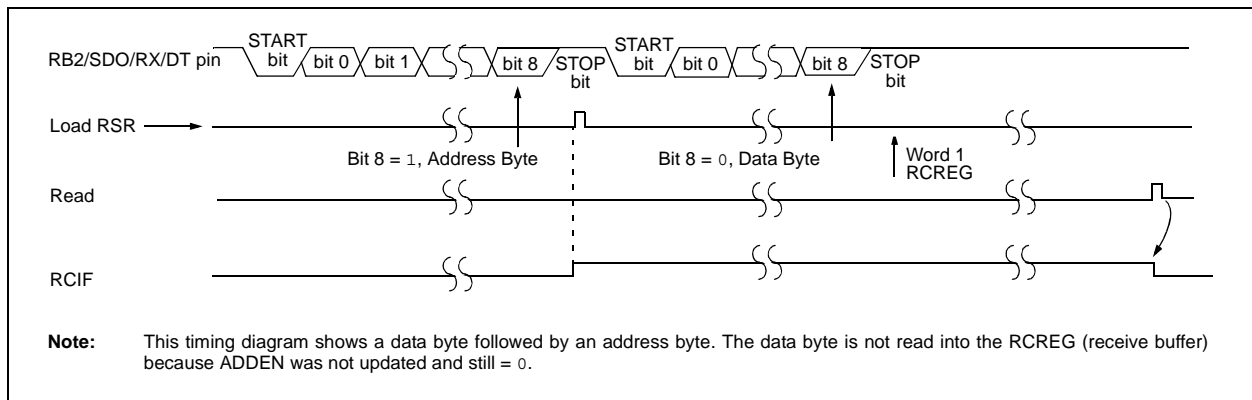 START
bit
RB2/SDO/RX/DT pin
bit 0
bit 1
bit 8
STOP
bit
START
bit
bit 0
bit 8
STOP
bit
Load RSR
Bit 8 = 1, Address Byte
Bit 8 = 0, Data Byte
Word 1
RCREG
Read
RCIF
Note: This timing diagram shows a data byte followed by an address byte. The data byte is not read into the RCREG (receive buffer)
because ADDEN was not updated and still = 0.